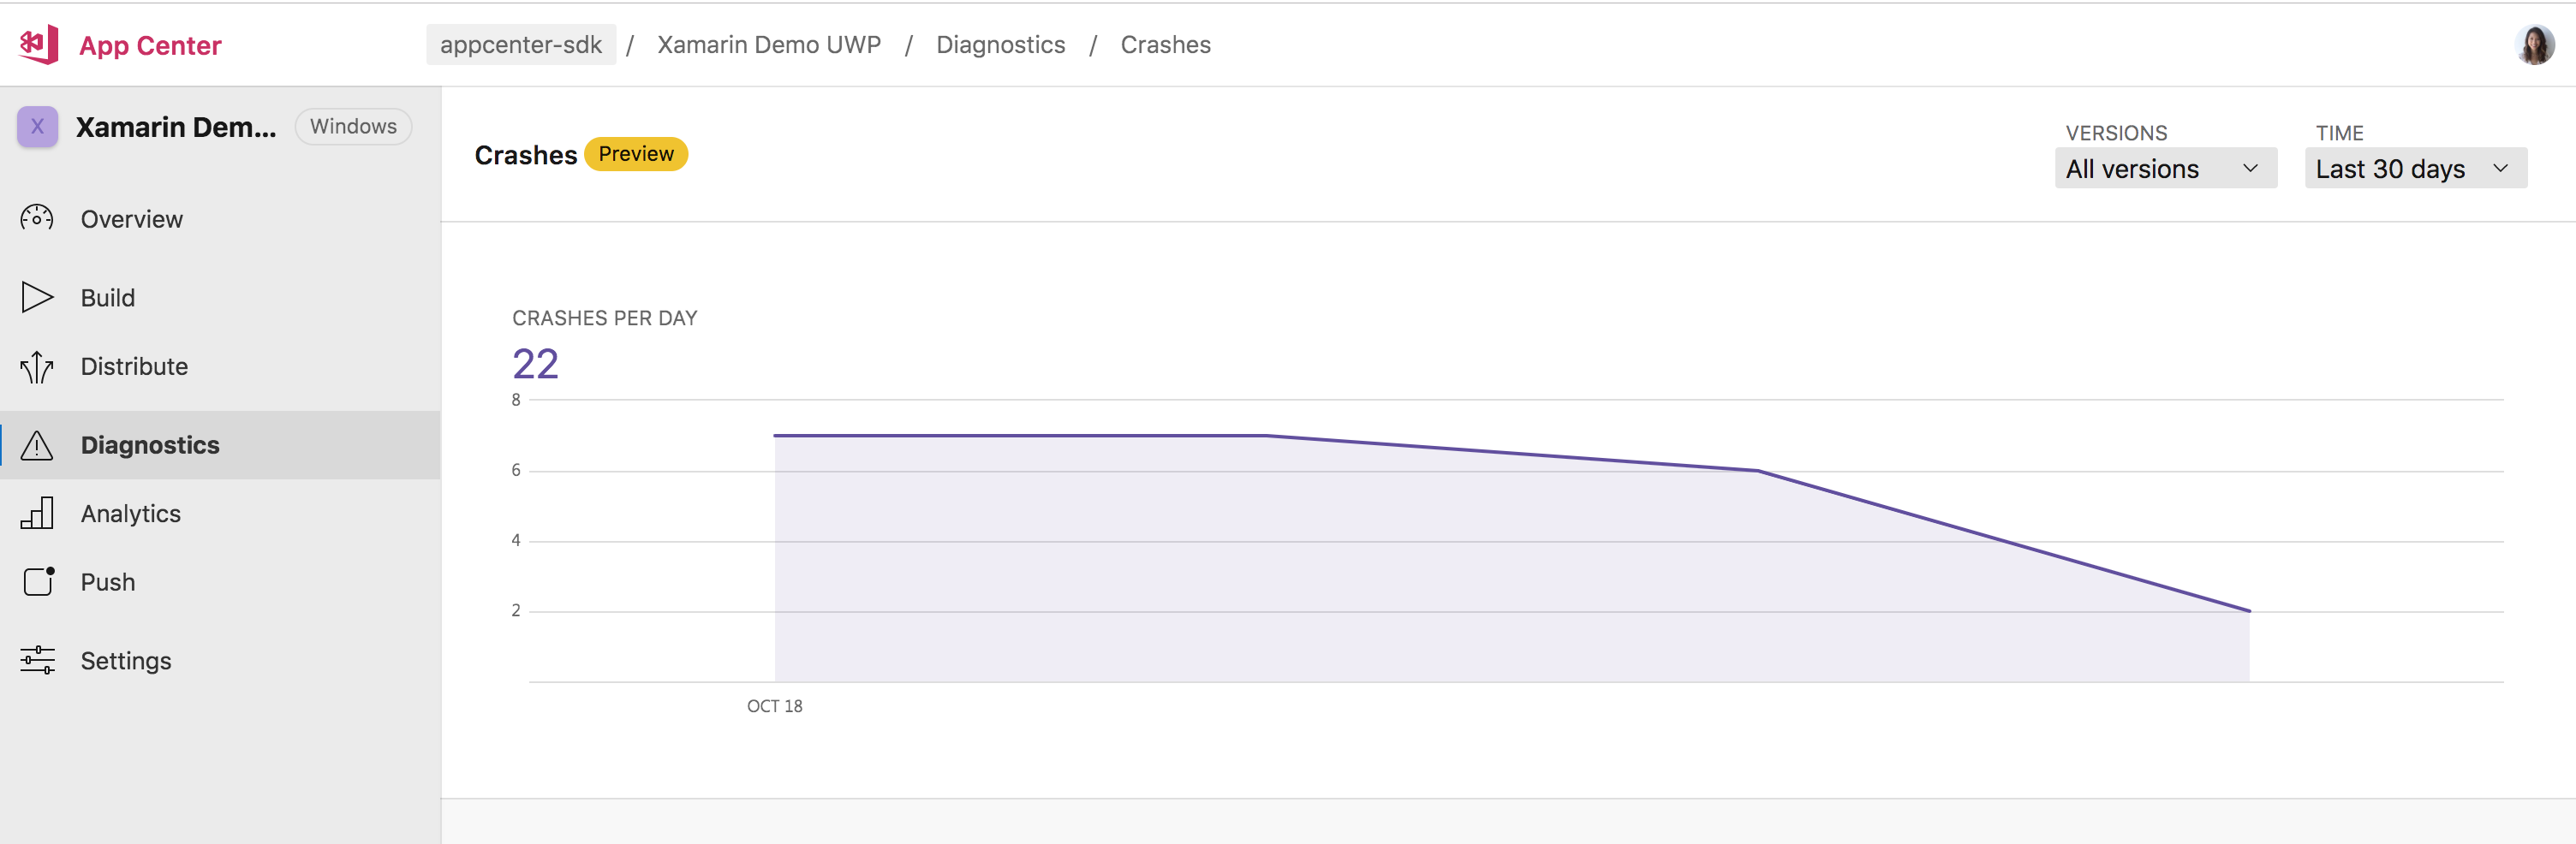 App Center
appcenter-sdk / Xamarin Demo UWP / Diagnostics / Crashes
X Xamarin Dem... Windows
Overview
Build
Distribute
Diagnostics
Analytics
Push
Settings
Crashes Preview
VERSIONS
All versions
TIME
Last 30 days
CRASHES PER DAY
22
8
6
4
2
OCT 18